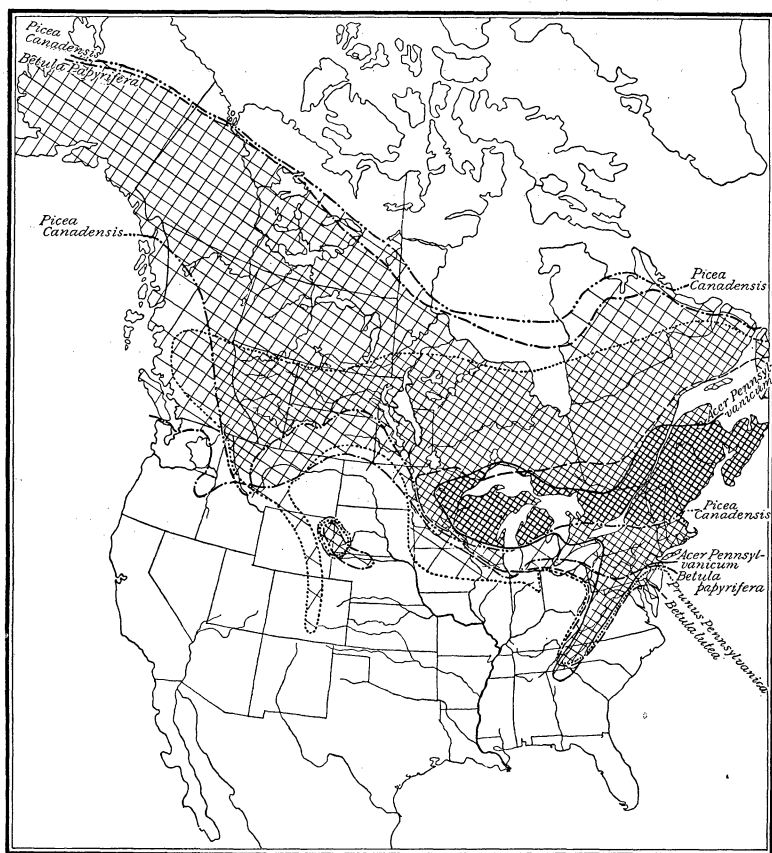 Picea
Canadensis
Betula Papyrifera
Picea
Canadensis
Picea
Canadensis
Acer Pennsyl-
vanicum
Picea
Canadensis
Acer Pennsyl-
vanicum
Betula
papyrifera
Prunus Pennsylvanica
Betula lutea